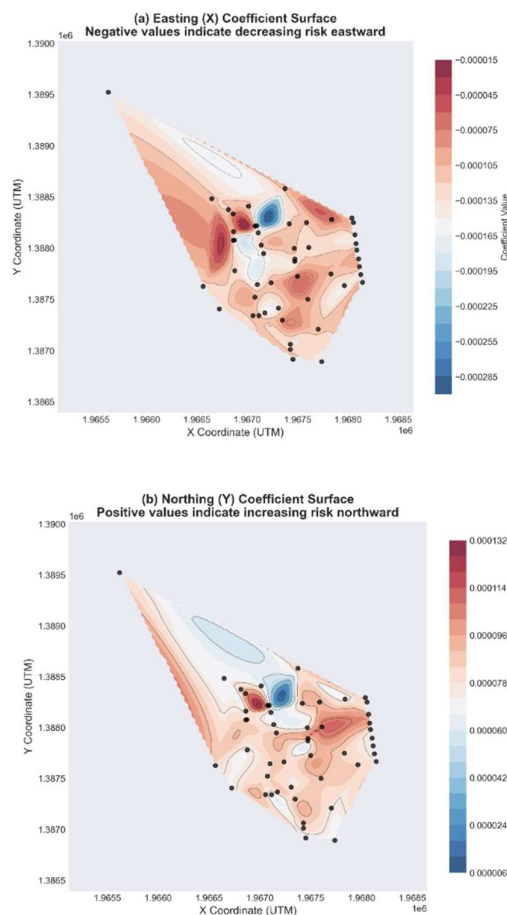 (a) Easting (X) Coefficient Surface
Negative values indicate decreasing risk eastward
1e6
1.3900
1.3895
1.3890
1.3885
1.3880
1.3875
1.3870
1.3865
Y Coordinate (UTM)
1.9655 1.9660 1.9665 1.9670 1.9675 1.9680 1.9685
X Coordinate (UTM)
1e6
−0.000015
−0.000045
−0.000075
−0.000105
−0.000135
−0.000165
−0.000195
−0.000225
−0.000255
−0.000285
Coefficient Value
(b) Northing (Y) Coefficient Surface
Positive values indicate increasing risk northward
1e6
1.3900
1.3895
1.3890
1.3885
1.3880
1.3875
1.3870
1.3865
Y Coordinate (UTM)
1.9655 1.9660 1.9665 1.9670 1.9675 1.9680 1.9685
X Coordinate (UTM)
1e6
0.000132
0.000114
0.000096
0.000078
0.000060
0.000042
0.000024
0.000006
Coefficient Value